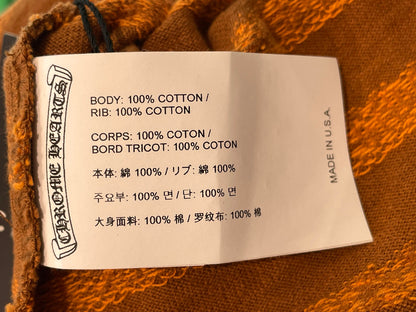 CHROME HEARTS
BODY: 100% COTTON /
RIB: 100% COTTON
CORPS: 100% COTON /
BORD TRICOT: 100% COTON
本体: 綿 100% / リブ: 綿 100%
주요부: 100% 면 / 단: 100% 면
大身面料: 100% 棉 / 罗纹布: 100% 棉
MADE IN U.S.A.